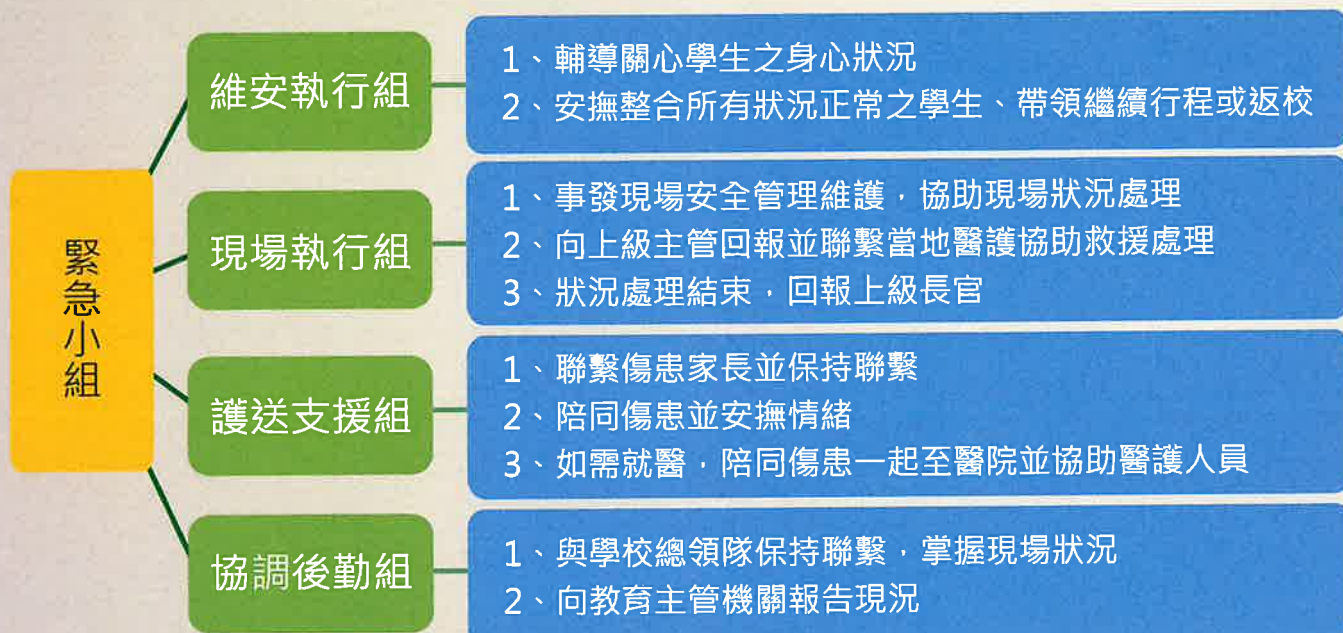 緊急小組
維安執行組
1、輔導關心學生之身心狀況
2、安撫整合所有狀況正常之學生、帶領繼續行程或返校
現場執行組
1、事發現場安全管理維護，協助現場狀況處理
2、向上級主管回報並聯繫當地醫護協助救援處理
3、狀況處理結束，回報上級長官
護送支援組
1、聯繫傷患家長並保持聯繫
2、陪同傷患並安撫情緒
3、如需就醫，陪同傷患一起至醫院並協助醫護人員
協調後勤組
1、與學校總領隊保持聯繫，掌握現場狀況
2、向教育主管機關報告現況